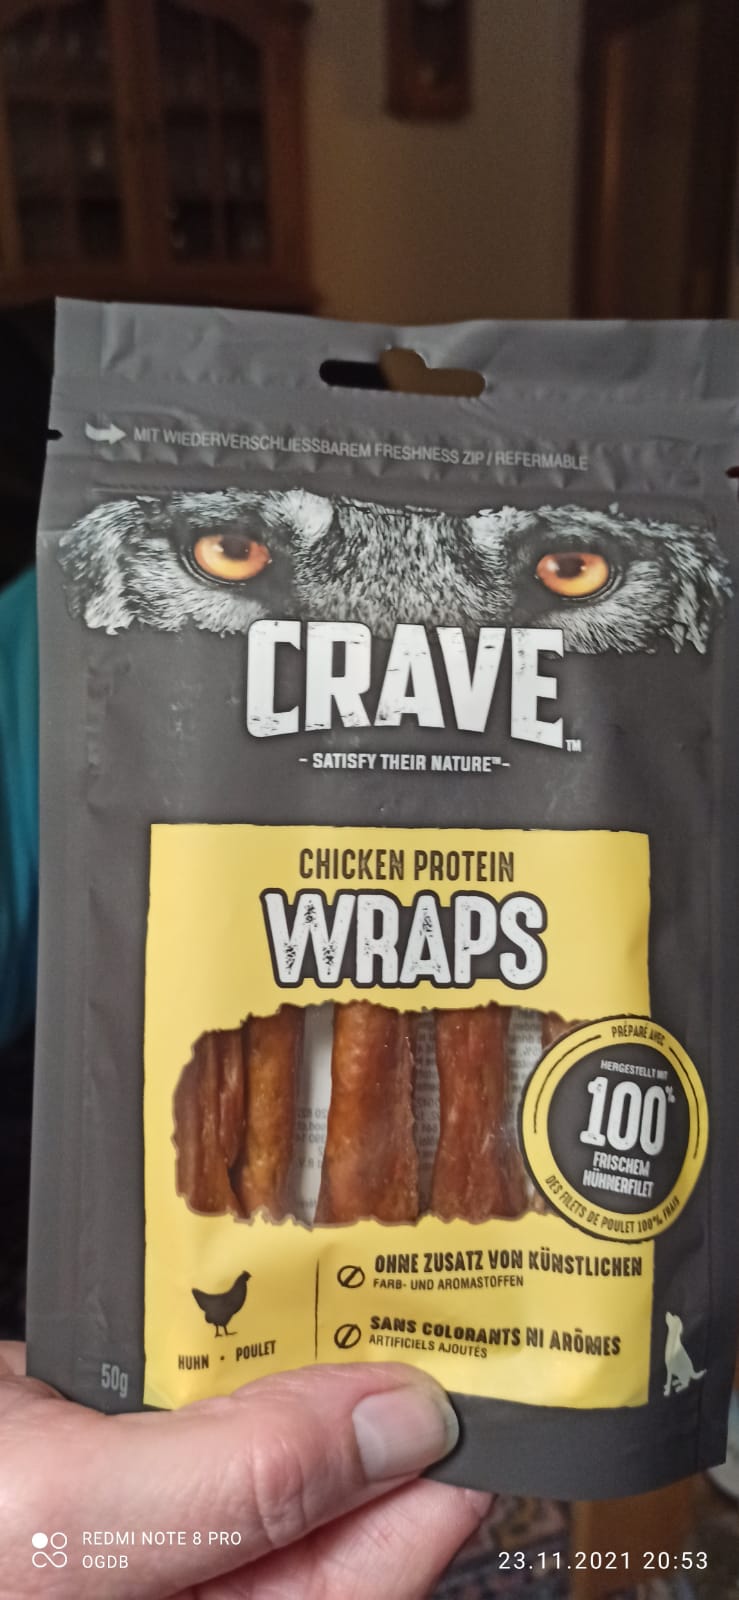 MIT WIEDERVERSCHLIESSBAREM FRESHNESS ZIP / REFERMABLE
CRAVE™
- SATISFY THEIR NATURE™ -
CHICKEN PROTEIN
WRAPS
PRÉPARÉ AVEC
HERGESTELLT MIT
100%
FRISCHEM
HÜHNERFILET
DES FILETS DE POULET 100% FRAIS
OHNE ZUSATZ VON KÜNSTLICHEN
FARB- UND AROMASTOFFEN
SANS COLORANTS NI ARÔMES
ARTIFICIELS AJOUTÉS
HUHN · POULET
50g
REDMI NOTE 8 PRO
OGDB
23.11.2021 20:53